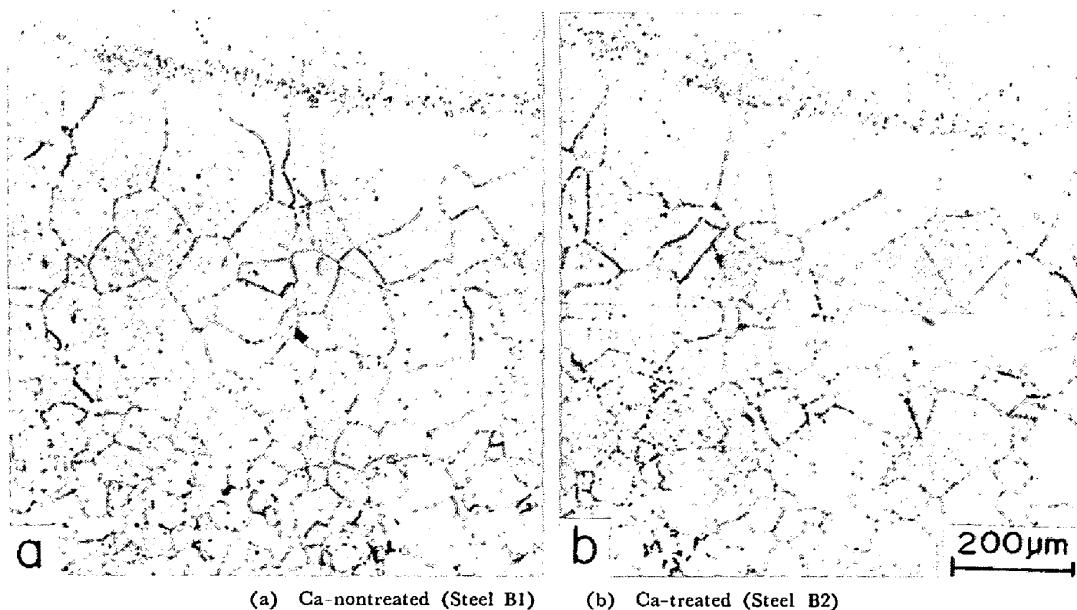 a
b
200μm
(a) Ca-nontreated (Steel B1) (b) Ca-treated (Steel B2)